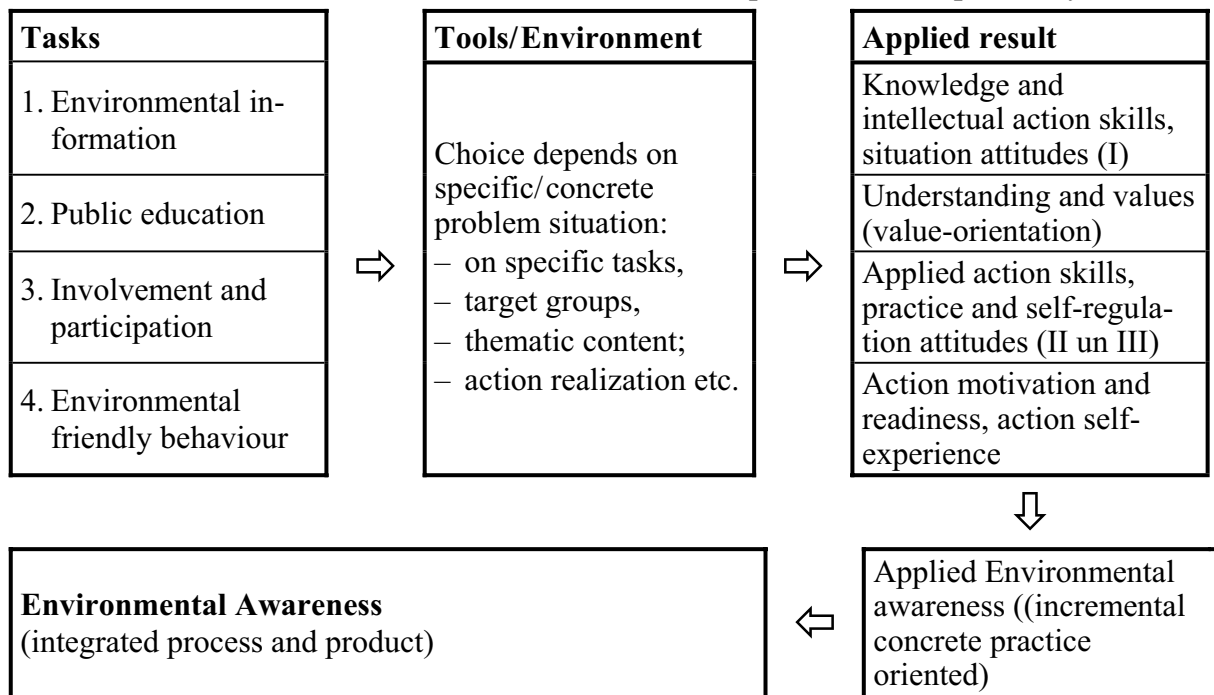 Tasks
1. Environmental in-
formation
2. Public education
3. Involvement and
participation
4. Environmental
friendly behaviour
Tools/Environment
Choice depends on
specific/concrete
problem situation:
– on specific tasks,
– target groups,
– thematic content;
– action realization etc.
Applied result
Knowledge and
intellectual action skills,
situation attitudes (I)
Understanding and values
(value-orientation)
Applied action skills,
practice and self-regula-
tion attitudes (II un III)
Action motivation and
readiness, action self-
experience
Applied Environmental
awareness ((incremental
concrete practice
oriented)
Environmental Awareness
(integrated process and product)